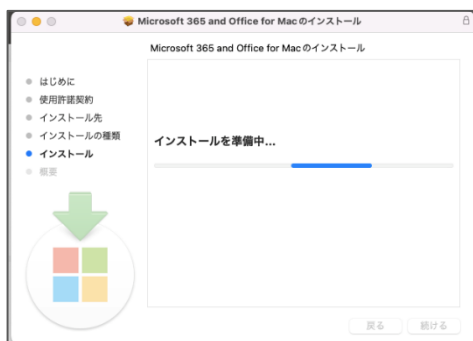 Microsoft 365 and Office for Macのインストール
Microsoft 365 and Office for Macのインストール
はじめに
使用許諾契約
インストール先
インストールの種類
インストール
概要
インストールを準備中...
戻る
続ける